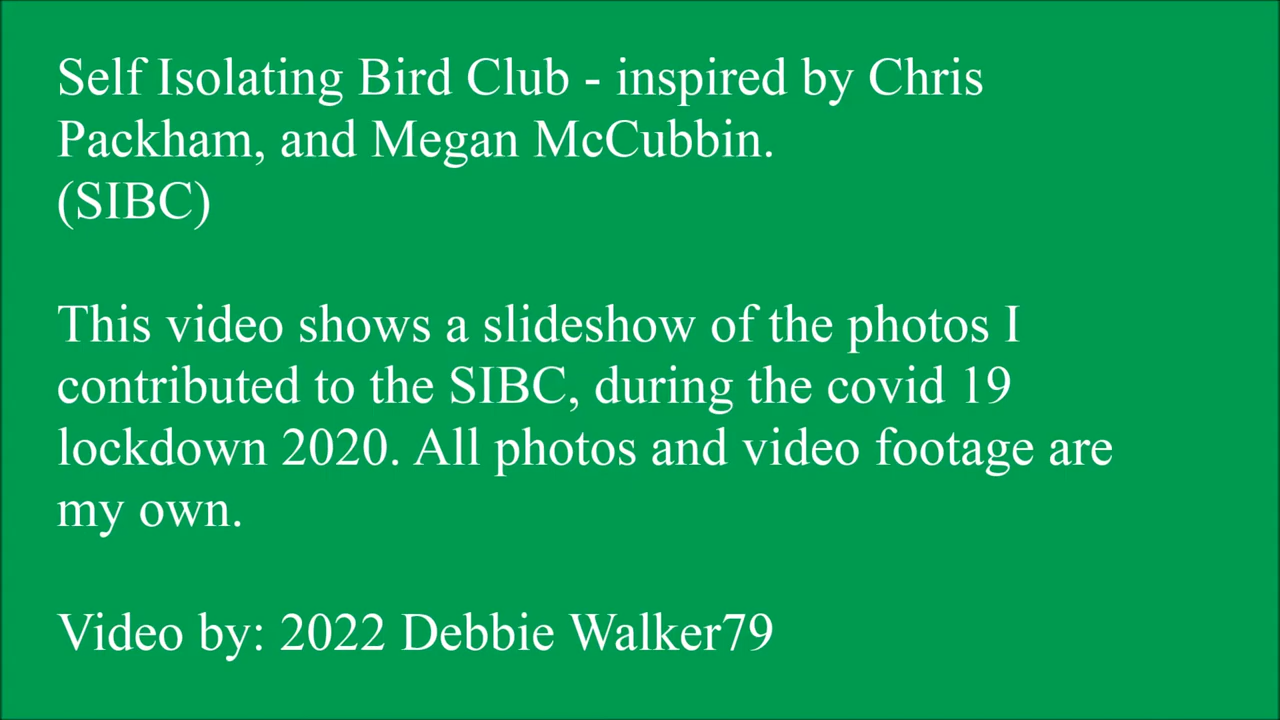 Self Isolating Bird Club - inspired by Chris
Packham, and Megan McCubbin.
(SIBC)
This video shows a slideshow of the photos I
contributed to the SIBC, during the covid 19
lockdown 2020. All photos and video footage are
my own.
Video by: 2022 Debbie Walker79